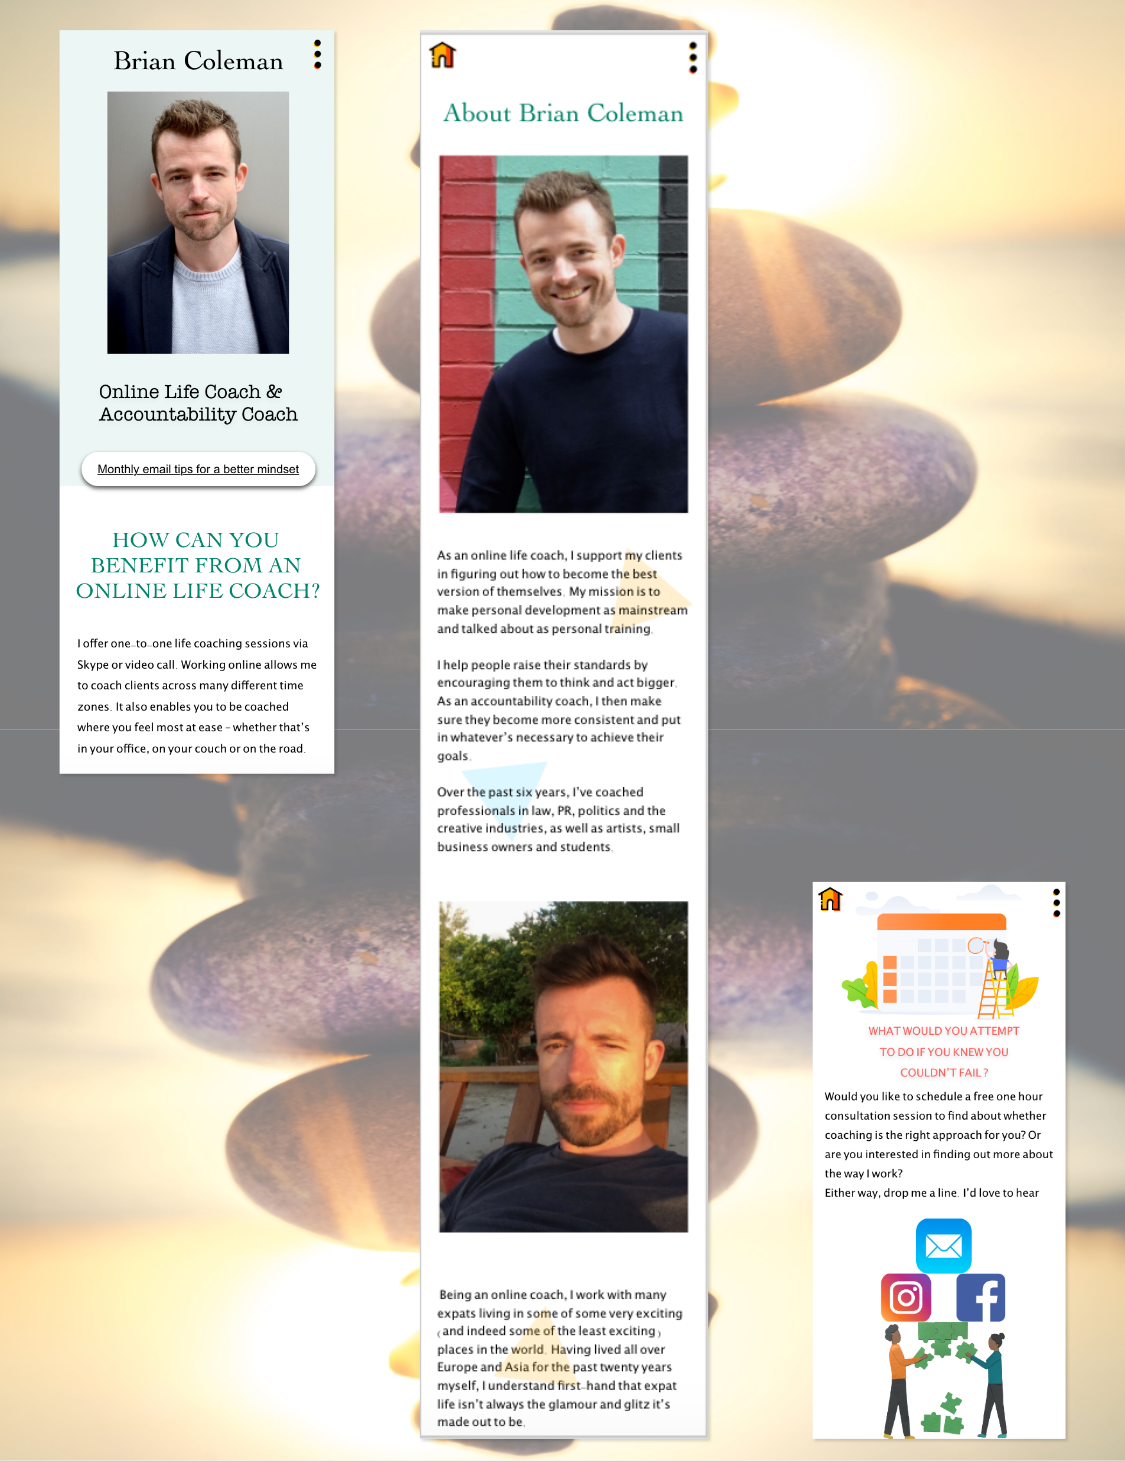 Brian Coleman
Online Life Coach &
Accountability Coach
Monthly email tips for a better mindset
HOW CAN YOU
BENEFIT FROM AN
ONLINE LIFE COACH?
I offer one-to-one life coaching sessions via
Skype or video call. Working online allows me
to coach clients across many different time
zones. It also enables you to be coached
where you feel most at ease – whether that's
in your office, on your couch or on the road.
About Brian Coleman
As an online life coach, I support my clients
in figuring out how to become the best
version of themselves. My mission is to
make personal development as mainstream
and talked about as personal training.
I help people raise their standards by
encouraging them to think and act bigger.
As an accountability coach, I then make
sure they become more consistent and put
in whatever's necessary to achieve their
goals.
Over the past six years, I've coached
professionals in law, PR, politics and the
creative industries, as well as artists, small
business owners and students.
Being an online coach, I work with many
expats living in some of some very exciting
(and indeed some of the least exciting)
places in the world. Having lived all over
Europe and Asia for the past twenty years
myself, I understand first-hand that expat
life isn't always the glamour and glitz it's
made out to be.
WHAT WOULD YOU ATTEMPT
TO DO IF YOU KNEW YOU
COULDN'T FAIL?
Would you like to schedule a free one hour
consultation session to find about whether
coaching is the right approach for you? Or
are you interested in finding out more about
the way I work?
Either way, drop me a line. I'd love to hear